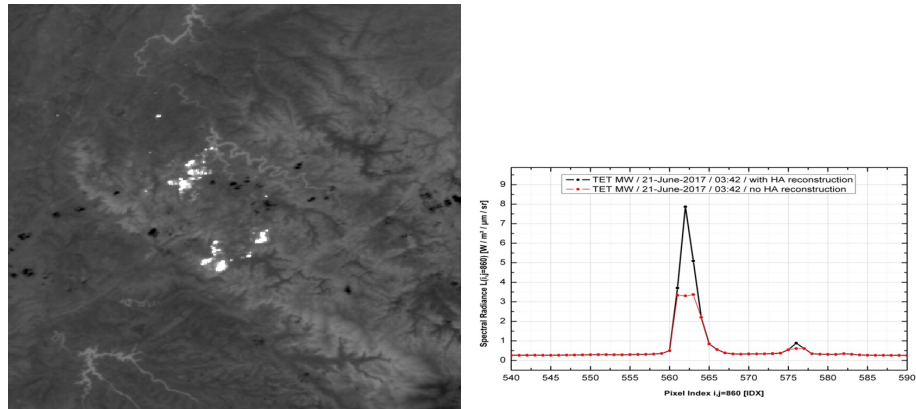 TET MW / 21-June-2017 / 03:42 / with HA reconstruction
TET MW / 21-June-2017 / 03:42 / no HA reconstruction
Spectral Radiance L(i,j=860) [W / m² / µm / sr]
9
8
7
6
5
4
3
2
1
0
540 545 550 555 560 565 570 575 580 585 590
Pixel Index i,j=860 [IDX]